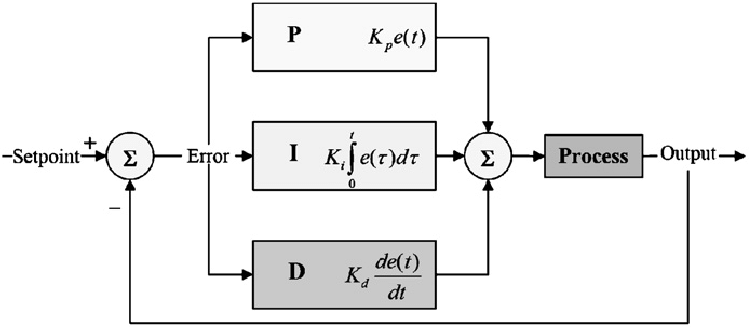 P K_p e(t)
Setpoint + Σ Error I K_i ∫_0^t e(τ)dτ Σ Process Output
−
D K_d de(t)/dt